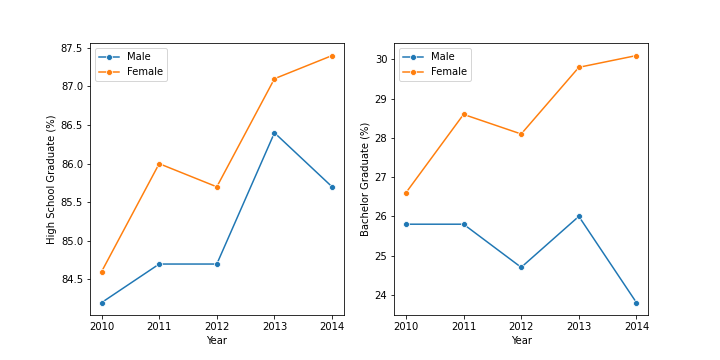 High School Graduate (%)
87.5
87.0
86.5
86.0
85.5
85.0
84.5
Male
Female
2010 2011 2012 2013 2014
Year
Bachelor Graduate (%)
30
29
28
27
26
25
24
Male
Female
2010 2011 2012 2013 2014
Year